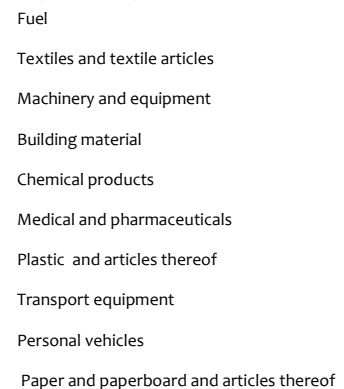 Fuel
Textiles and textile articles
Machinery and equipment
Building material
Chemical products
Medical and pharmaceuticals
Plastic and articles thereof
Transport equipment
Personal vehicles
Paper and paperboard and articles thereof